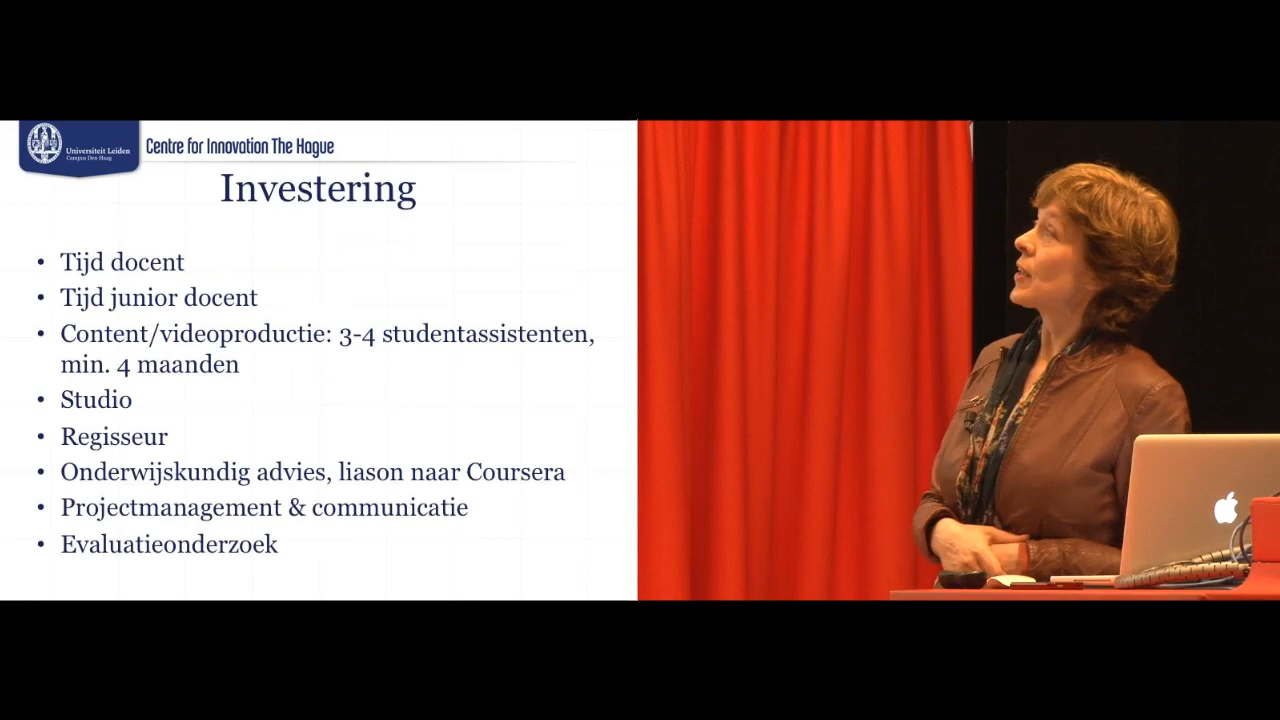 Universiteit Leiden
Campus Den Haag
Centre for Innovation The Hague
Investering
• Tijd docent
• Tijd junior docent
• Content/videoproductie: 3-4 studentassistenten,
min. 4 maanden
• Studio
• Regisseur
• Onderwijskundig advies, liason naar Coursera
• Projectmanagement & communicatie
• Evaluatieonderzoek